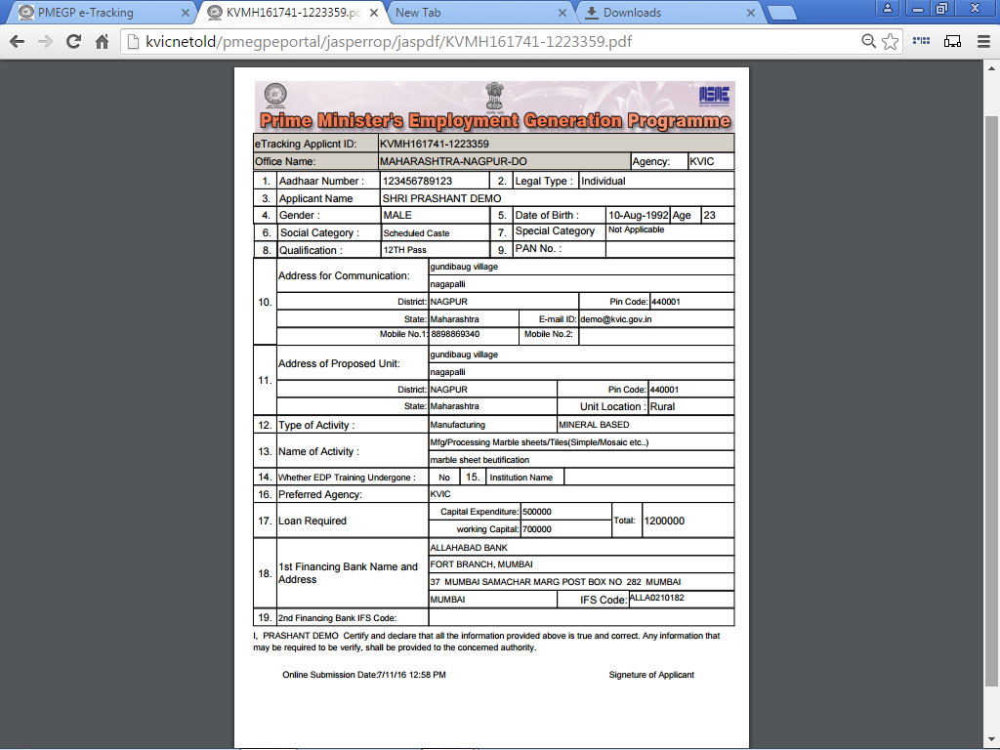 PMEGP e-Tracking
KVMH161741-1223359.pc
New Tab
Downloads
kvicnetold/pmegpeportal/jasperrop/jaspdf/KVMH161741-1223359.pdf
Prime Minister's Employment Generation Programme
eTracking Applicnt ID: KVMH161741-1223359
Office Name: MAHARASHTRA-NAGPUR-DO Agency: KVIC
1. Aadhaar Number : 123456789123 2. Legal Type : Individual
3. Applicant Name SHRI PRASHANT DEMO
4. Gender : MALE 5. Date of Birth : 10-Aug-1992 Age 23
6. Social Category : Scheduled Caste 7. Special Category Not Applicable
8. Qualification : 12TH Pass 9. PAN No. :
10. Address for Communication: gundibaug village
nagapalli
District: NAGPUR Pin Code: 440001
State: Maharashtra E-mail ID: demo@kvic.gov.in
Mobile No.1: 8898869340 Mobile No.2:
11. Address of Proposed Unit: gundibaug village
nagapalli
District: NAGPUR Pin Code: 440001
State: Maharashtra Unit Location : Rural
12. Type of Activity : Manufacturing MINERAL BASED
13. Name of Activity : Mfg/Processing Marble sheets/Tiles(Simple/Mosaic etc..)
marble sheet beutification
14. Whether EDP Training Undergone : No 15. Institution Name
16. Preferred Agency: KVIC
17. Loan Required Capital Expenditure: 500000 Total: 1200000
working Capital: 700000
18. 1st Financing Bank Name and Address ALLAHABAD BANK
FORT BRANCH, MUMBAI
37 MUMBAI SAMACHAR MARG POST BOX NO 282 MUMBAI
MUMBAI IFS Code: ALLA0210182
19. 2nd Financing Bank IFS Code:
I, PRASHANT DEMO Certify and declare that all the information provided above is true and correct. Any information that
may be required to be verify, shall be provided to the concerned authority.
Online Submission Date:7/11/16 12:58 PM Signeture of Applicant